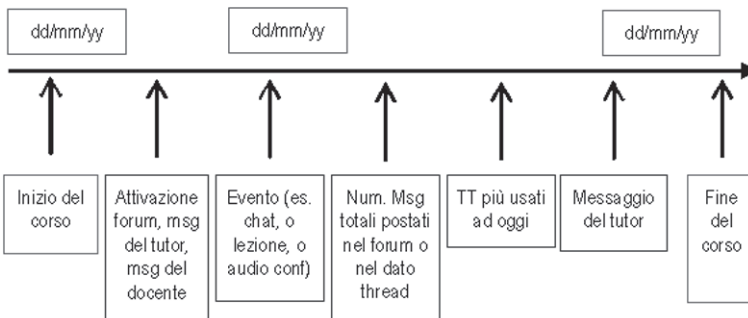 dd/mm/yy
dd/mm/yy
dd/mm/yy
Inizio del
corso
Attivazione
forum, msg
del tutor,
msg del
docente
Evento (es.
chat, o
lezione, o
audio conf)
Num. Msg
totali postati
nel forum o
nel dato
thread
TT più usati
ad oggi
Messaggio
del tutor
Fine
del
corso